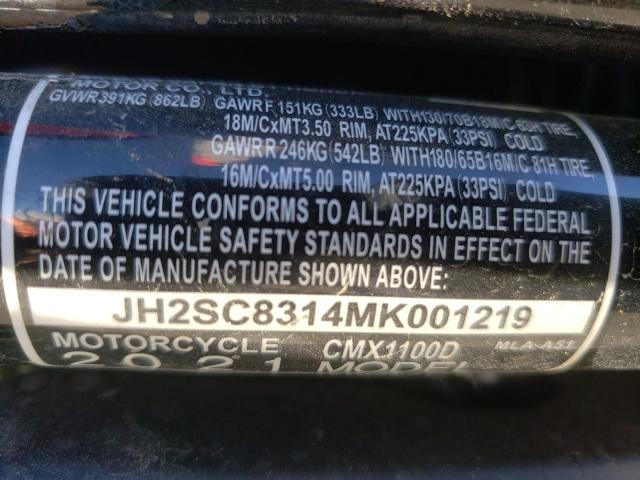 MOTOR CO., LTD.
GVWR 391KG (862LB) GAWR F 151KG (333LB) WITH130/70B18M/C 63H TIRE,
18M/CxMT3.50 RIM, AT225KPA (33PSI) COLD
GAWR R 246KG (542LB) WITH180/65B16M/C 81H TIRE,
16M/CxMT5.00 RIM, AT225KPA (33PSI) COLD
THIS VEHICLE CONFORMS TO ALL APPLICABLE FEDERAL
MOTOR VEHICLE SAFETY STANDARDS IN EFFECT ON THE
DATE OF MANUFACTURE SHOWN ABOVE:
JH2SC8314MK001219
MOTORCYCLE CMX1100D MLA-A51
2021 MODEL